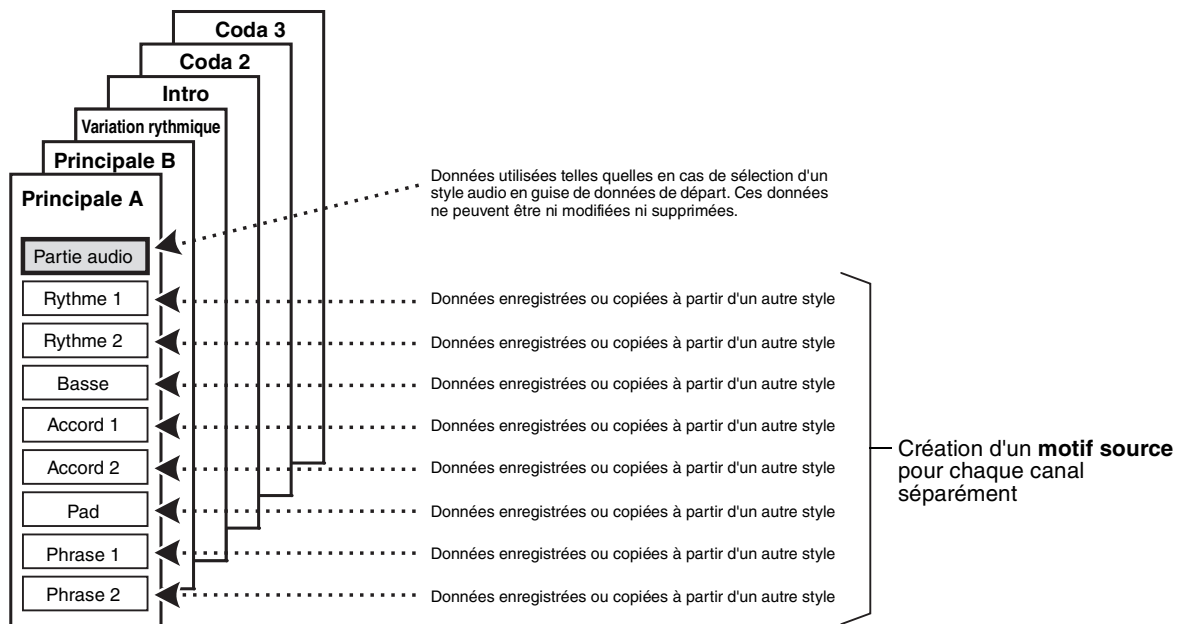 Coda 3
Coda 2
Intro
Variation rythmique
Principale B
Principale A
Données utilisées telles quelles en cas de sélection d'un
style audio en guise de données de départ. Ces données
ne peuvent être ni modifiées ni supprimées.
Partie audio
Rythme 1
Données enregistrées ou copiées à partir d'un autre style
Rythme 2
Données enregistrées ou copiées à partir d'un autre style
Basse
Données enregistrées ou copiées à partir d'un autre style
Accord 1
Données enregistrées ou copiées à partir d'un autre style
Accord 2
Données enregistrées ou copiées à partir d'un autre style
Pad
Données enregistrées ou copiées à partir d'un autre style
Phrase 1
Données enregistrées ou copiées à partir d'un autre style
Phrase 2
Données enregistrées ou copiées à partir d'un autre style
Création d'un motif source
pour chaque canal
séparément